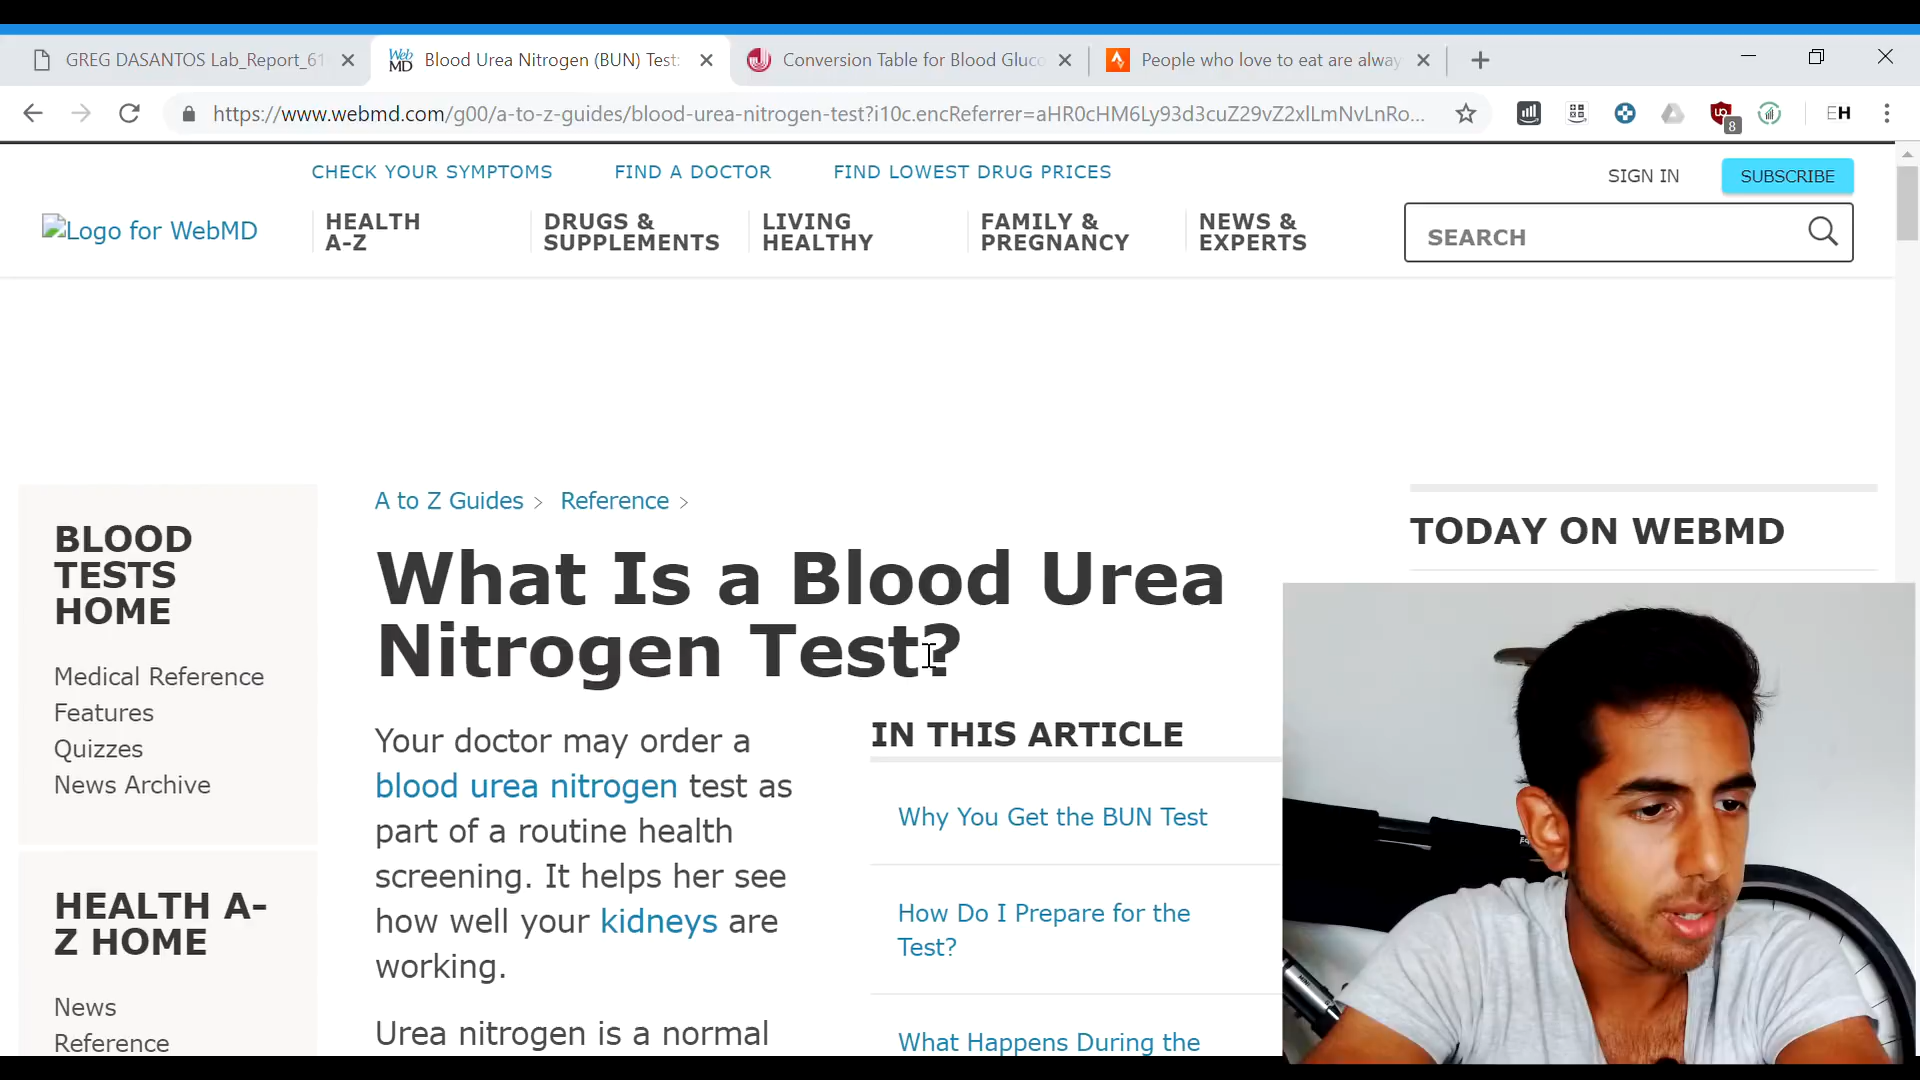 GREG DASANTOS Lab_Report_61
Web MD Blood Urea Nitrogen (BUN) Test:
Conversion Table for Blood Gluco
People who love to eat are alway
https://www.webmd.com/g00/a-to-z-guides/blood-urea-nitrogen-test?i10c.encReferrer=aHR0cHM6Ly93d3cuZ29vZ2xlLmNvLnRo...
8
EH
CHECK YOUR SYMPTOMS
FIND A DOCTOR
FIND LOWEST DRUG PRICES
SIGN IN
SUBSCRIBE
Logo for WebMD
HEALTH
A-Z
DRUGS &
SUPPLEMENTS
LIVING
HEALTHY
FAMILY &
PREGNANCY
NEWS &
EXPERTS
SEARCH
BLOOD
TESTS
HOME
Medical Reference
Features
Quizzes
News Archive
HEALTH A-
Z HOME
News
Reference
A to Z Guides >
Reference >
What Is a Blood Urea
Nitrogen Test?
Your doctor may order a
blood urea nitrogen test as
part of a routine health
screening. It helps her see
how well your kidneys are
working.
Urea nitrogen is a normal
IN THIS ARTICLE
Why You Get the BUN Test
How Do I Prepare for the
Test?
What Happens During the
TODAY ON WEBMD